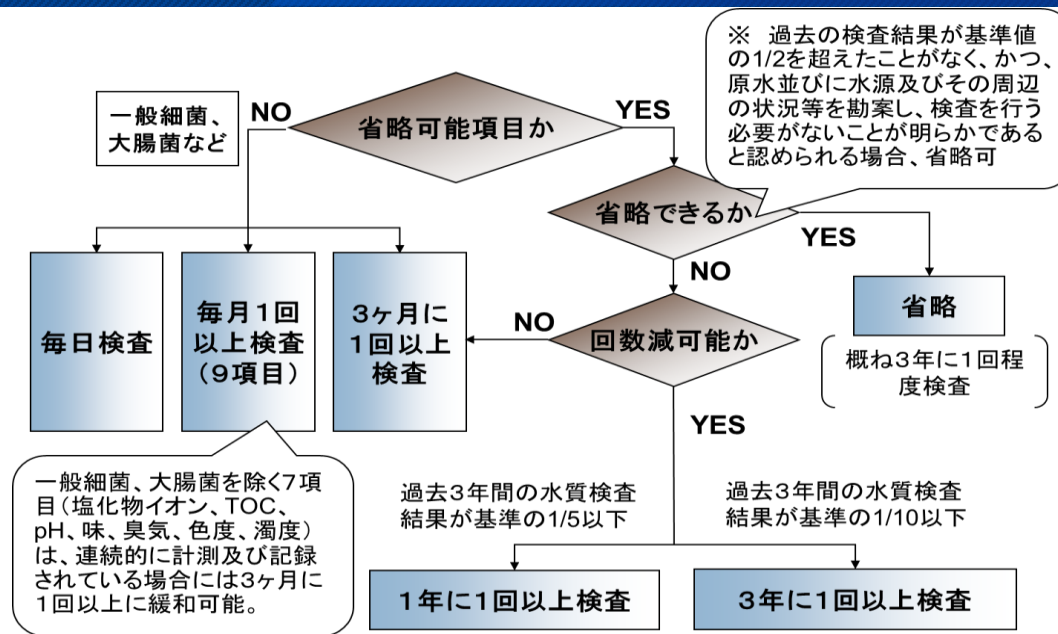 ※ 過去の検査結果が基準値
の1/2を超えたことがなく、かつ、
原水並びに水源及びその周辺
の状況等を勘案し、検査を行う
必要がないことが明らかであると認められる場合、省略可
一般細菌、
大腸菌など
NO
省略可能項目か
YES
省略できるか
YES
NO
省略
概ね3年に1回程
度検査
毎日検査
毎月1回
以上検査
（9項目）
3ヶ月に
1回以上
検査
NO
回数減可能か
YES
一般細菌、大腸菌を除く7項
目（塩化物イオン、TOC、
pH、味、臭気、色度、濁度）
は、連続的に計測及び記録
されている場合には3ヶ月に
1回以上に緩和可能。
過去3年間の水質検査
結果が基準の1/5以下
過去3年間の水質検査
結果が基準の1/10以下
1年に1回以上検査
3年に1回以上検査